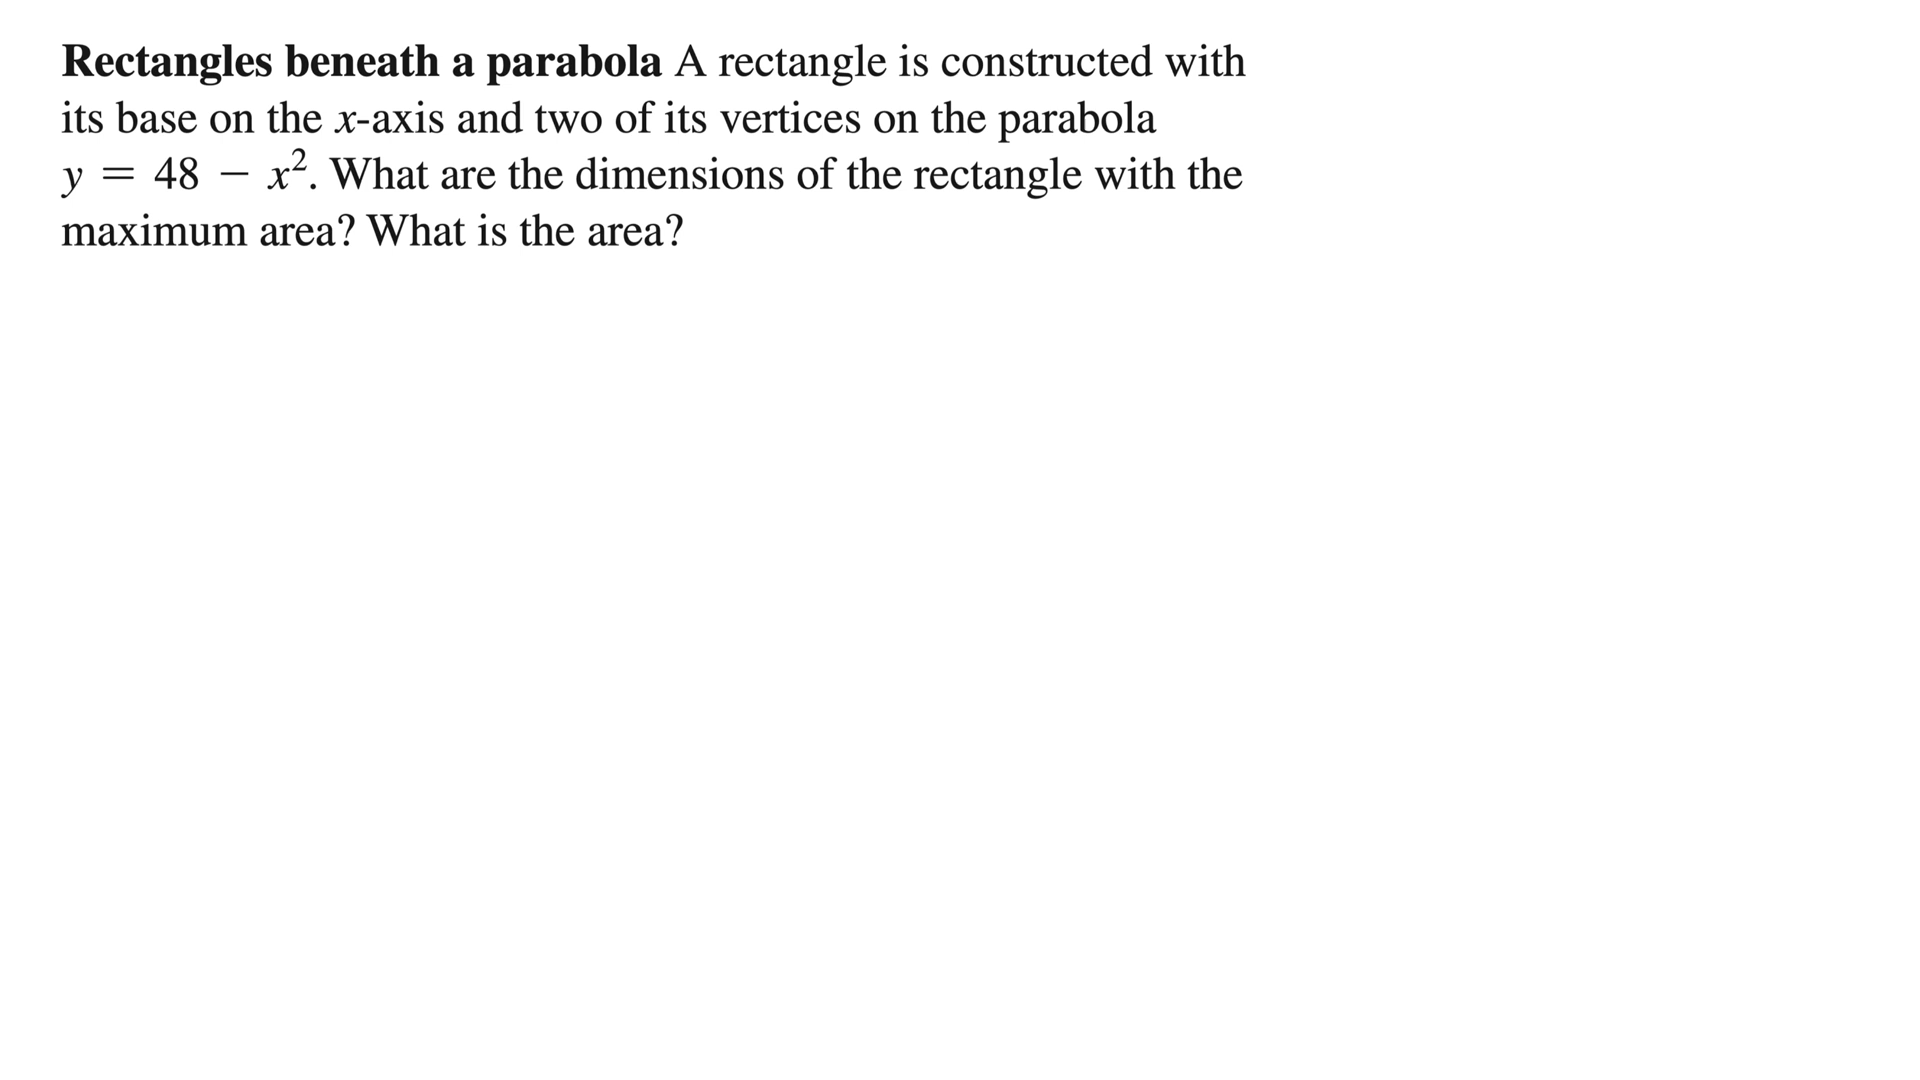 Rectangles beneath a parabola A rectangle is constructed with
its base on the x-axis and two of its vertices on the parabola
y = 48 − x². What are the dimensions of the rectangle with the
maximum area? What is the area?